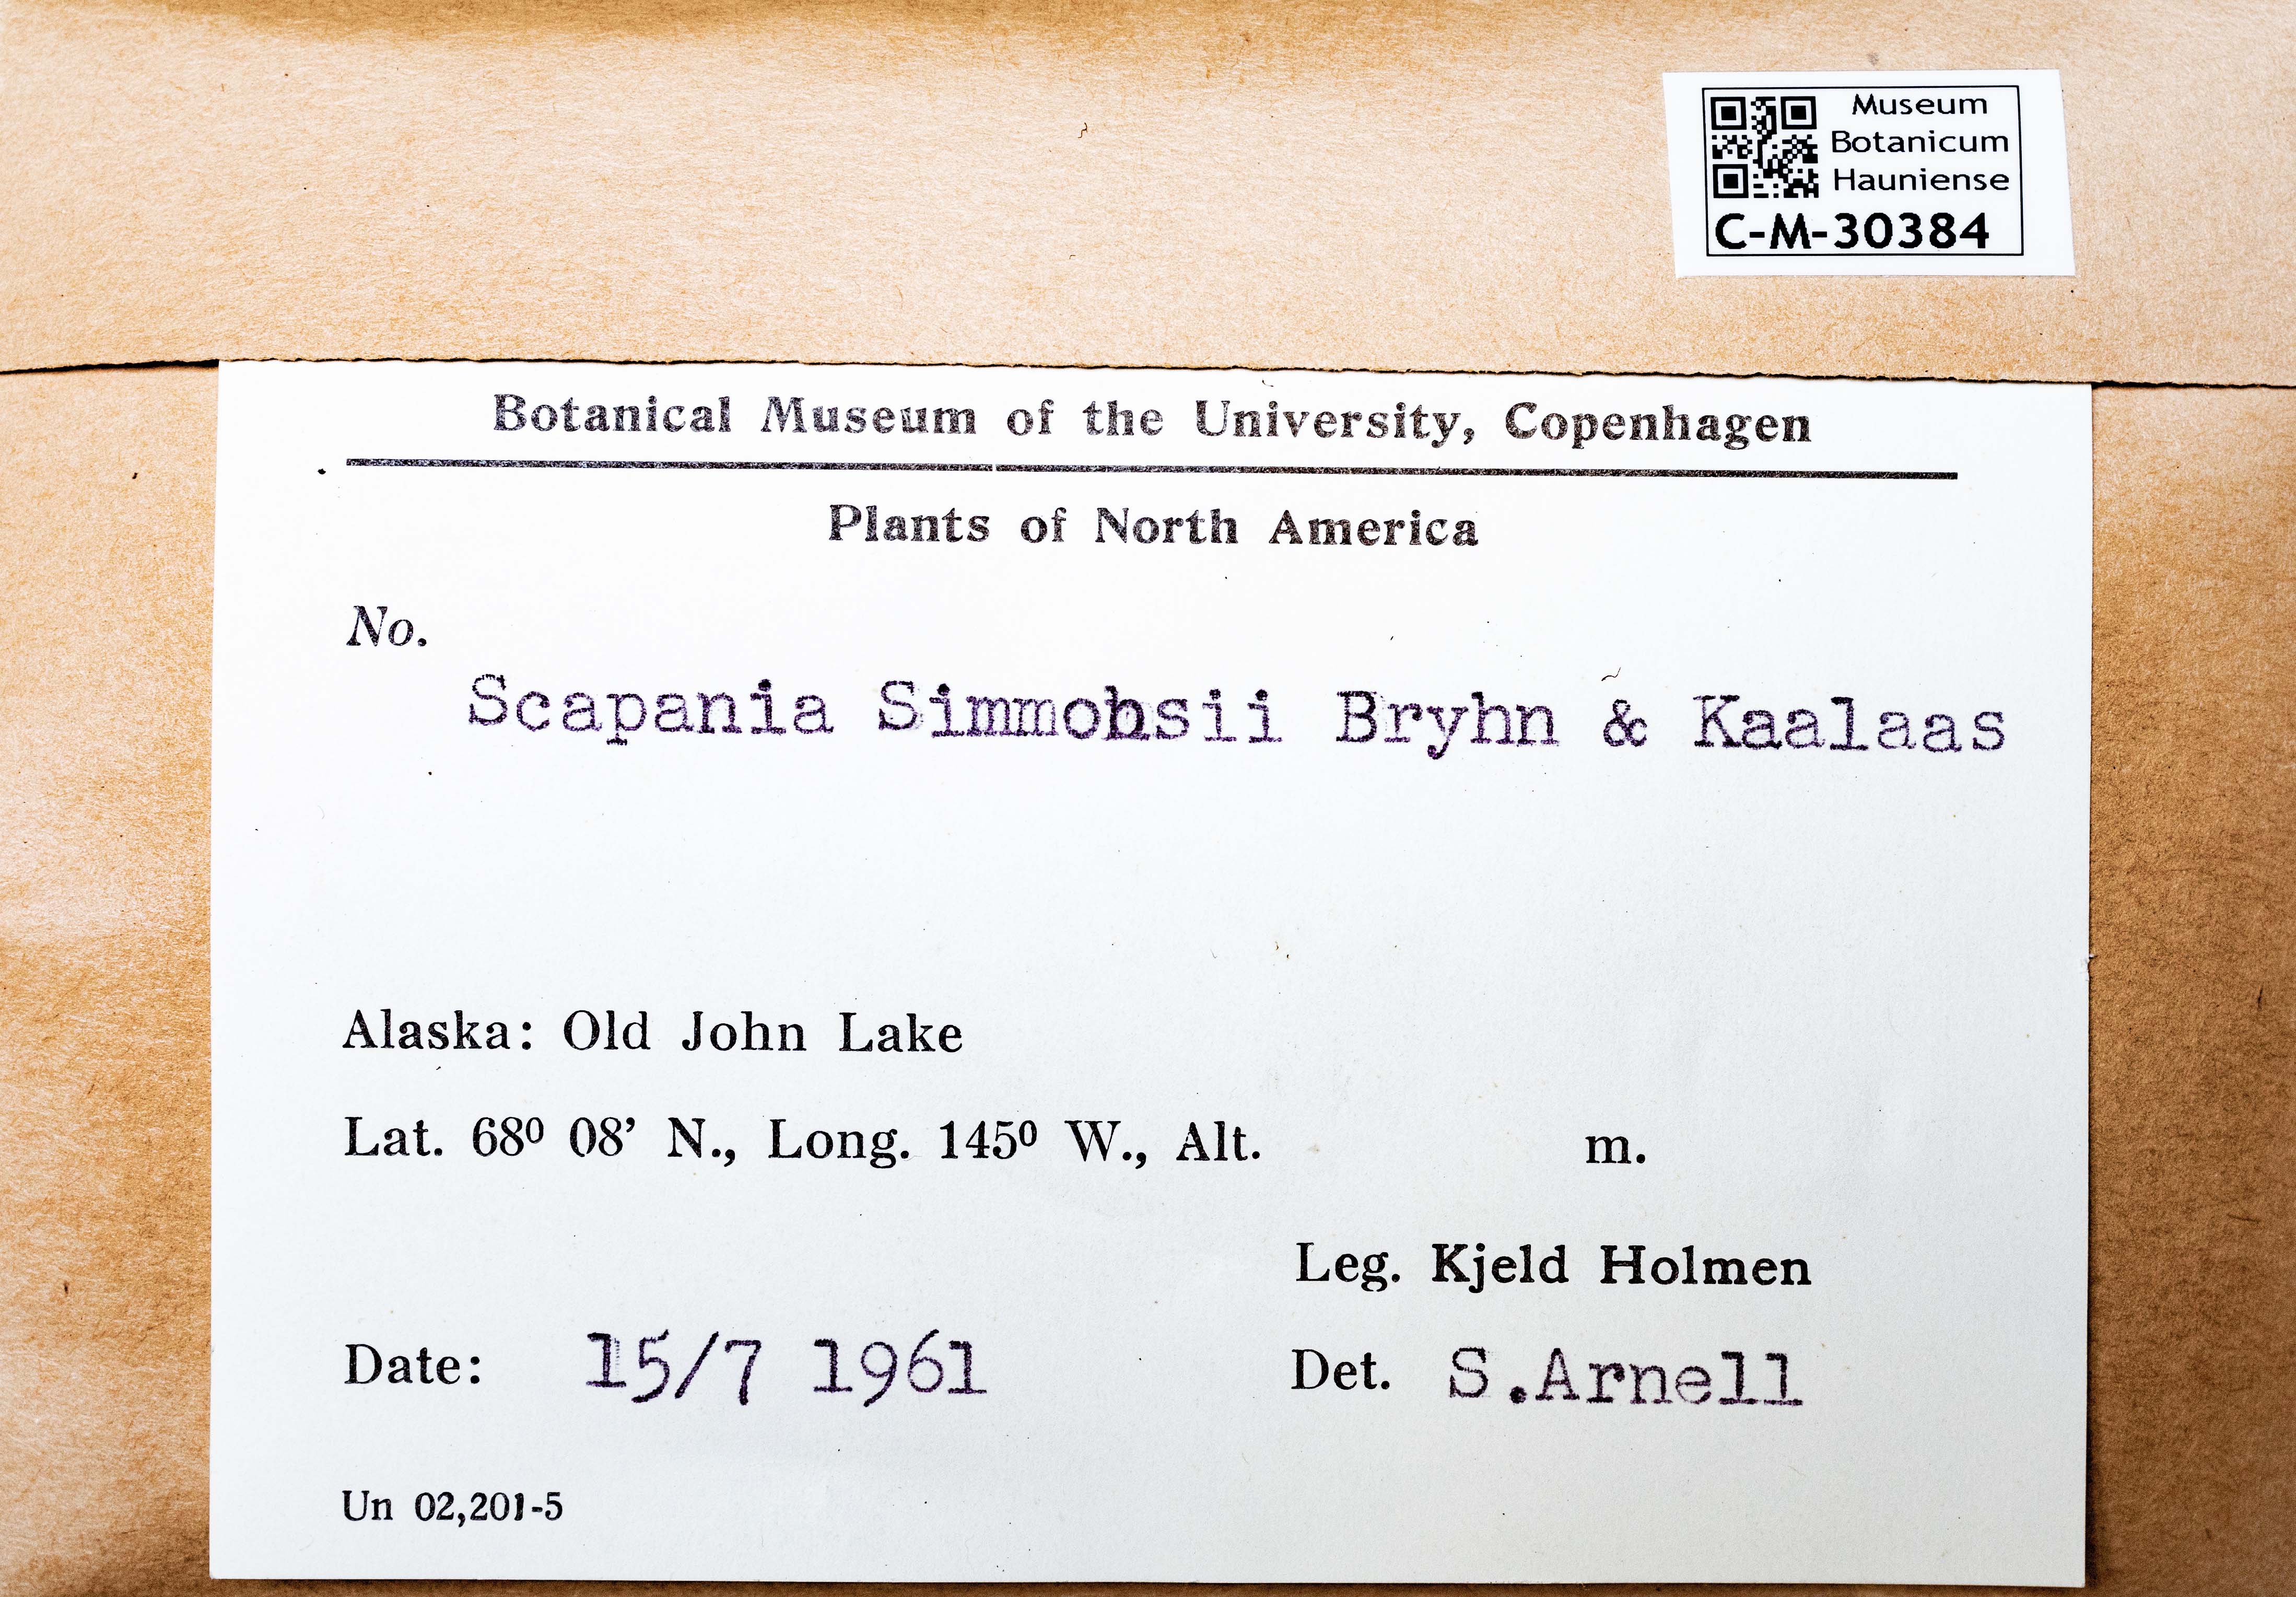 Museum
Botanicum
Hauniense
C-M-30384
Botanical Museum of the University, Copenhagen
Plants of North America
No.
Scapania Simmonsii Bryhn & Kaalaas
Alaska: Old John Lake
Lat. 68⁰ 08’ N., Long. 145⁰ W., Alt. m.
Leg. Kjeld Holmen
Date: 15/7 1961
Det. S.Arnell
Un 02,201-5